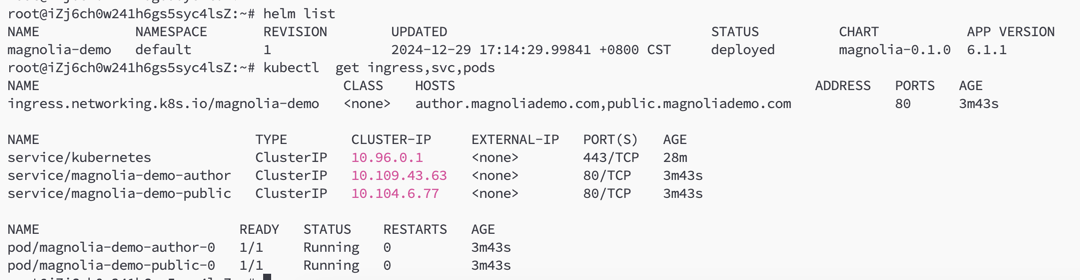 root@iZj6ch0w241h6gs5syc4lsZ:~# helm list
NAME NAMESPACE REVISION UPDATED STATUS CHART APP VERSION
magnolia-demo default 1 2024-12-29 17:14:29.99841 +0800 CST deployed magnolia-0.1.0 6.1.1
root@iZj6ch0w241h6gs5syc4lsZ:~# kubectl  get ingress,svc,pods
NAME CLASS HOSTS ADDRESS PORTS AGE
ingress.networking.k8s.io/magnolia-demo <none> author.magnoliademo.com,public.magnoliademo.com 80 3m43s
NAME TYPE CLUSTER-IP EXTERNAL-IP PORT(S) AGE
service/kubernetes ClusterIP 10.96.0.1 <none> 443/TCP 28m
service/magnolia-demo-author ClusterIP 10.109.43.63 <none> 80/TCP 3m43s
service/magnolia-demo-public ClusterIP 10.104.6.77 <none> 80/TCP 3m43s
NAME READY STATUS RESTARTS AGE
pod/magnolia-demo-author-0 1/1 Running 0 3m43s
pod/magnolia-demo-public-0 1/1 Running 0 3m43s